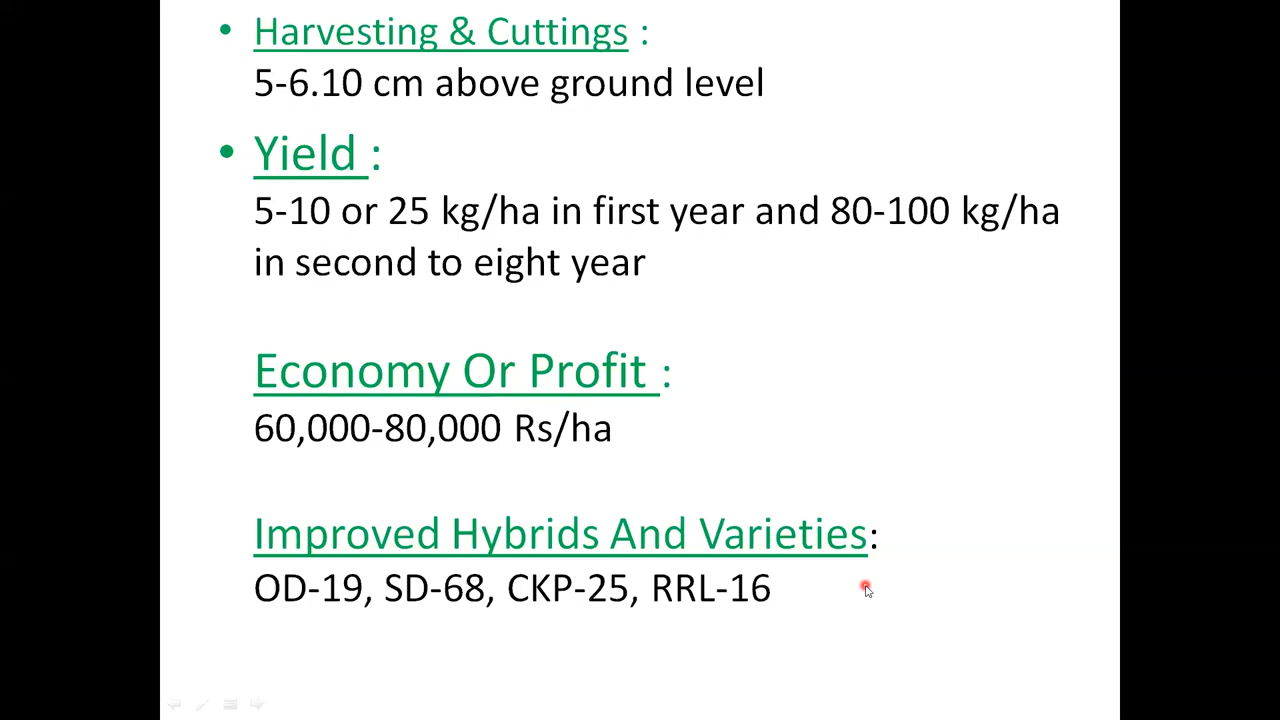 • Harvesting & Cuttings :
5-6.10 cm above ground level
• Yield :
5-10 or 25 kg/ha in first year and 80-100 kg/ha
in second to eight year
Economy Or Profit :
60,000-80,000 Rs/ha
Improved Hybrids And Varieties:
OD-19, SD-68, CKP-25, RRL-16